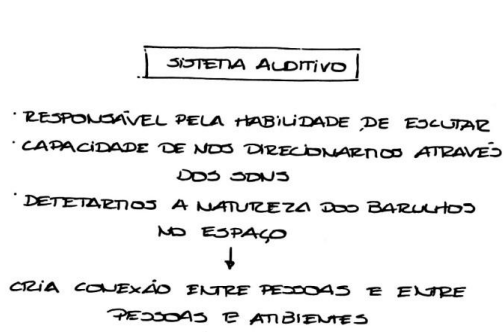 SISTEMA AUDITIVO
· RESPONSÁVEL PELA HABILIDADE DE ESCUTAR
· CAPACIDADE DE NOS DIRECIONARMOS ATRAVÉS
DOS SONS
· DETETARMOS A NATUREZA DOS BARULHOS
NO ESPAÇO
↓
CRIA CONEXÃO ENTRE PESSOAS E ENTRE
PESSOAS E AMBIENTES